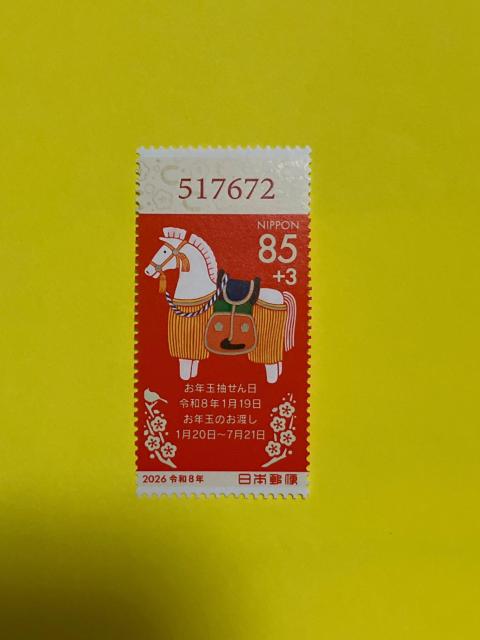 517672
NIPPON
85
+3
お年玉抽せん日
令和8年1月19日
お年玉のお渡し
1月20日～7月21日
2026 令和8年 日本郵便